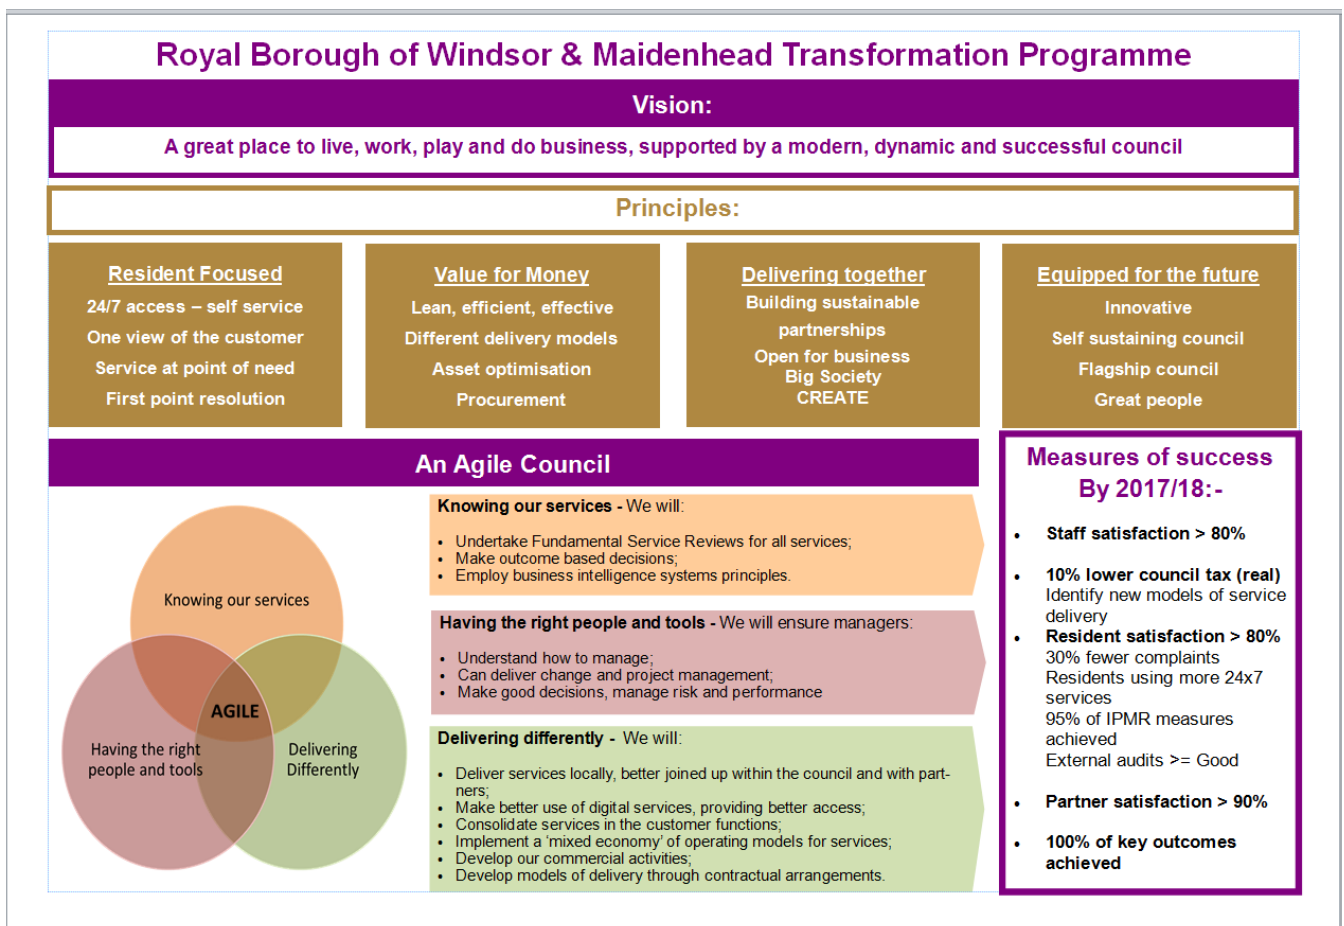 Royal Borough of Windsor & Maidenhead Transformation Programme
Vision:
A great place to live, work, play and do business, supported by a modern, dynamic and successful council
Principles:
Resident Focused
24/7 access – self service
One view of the customer
Service at point of need
First point resolution
Value for Money
Lean, efficient, effective
Different delivery models
Asset optimisation
Procurement
Delivering together
Building sustainable
partnerships
Open for business
Big Society
CREATE
Equipped for the future
Innovative
Self sustaining council
Flagship council
Great people
An Agile Council
Knowing our services
AGILE
Having the right
people and tools
Delivering
Differently
Knowing our services - We will:
• Undertake Fundamental Service Reviews for all services;
• Make outcome based decisions;
• Employ business intelligence systems principles.
Having the right people and tools - We will ensure managers:
• Understand how to manage;
• Can deliver change and project management;
• Make good decisions, manage risk and performance
Delivering differently - We will:
• Deliver services locally, better joined up within the council and with part-
ners;
• Make better use of digital services, providing better access;
• Consolidate services in the customer functions;
• Implement a ‘mixed economy’ of operating models for services;
• Develop our commercial activities;
• Develop models of delivery through contractual arrangements.
Measures of success
By 2017/18:-
• Staff satisfaction > 80%
• 10% lower council tax (real)
Identify new models of service
delivery
• Resident satisfaction > 80%
30% fewer complaints
Residents using more 24x7
services
95% of IPMR measures
achieved
External audits >= Good
• Partner satisfaction > 90%
• 100% of key outcomes
achieved